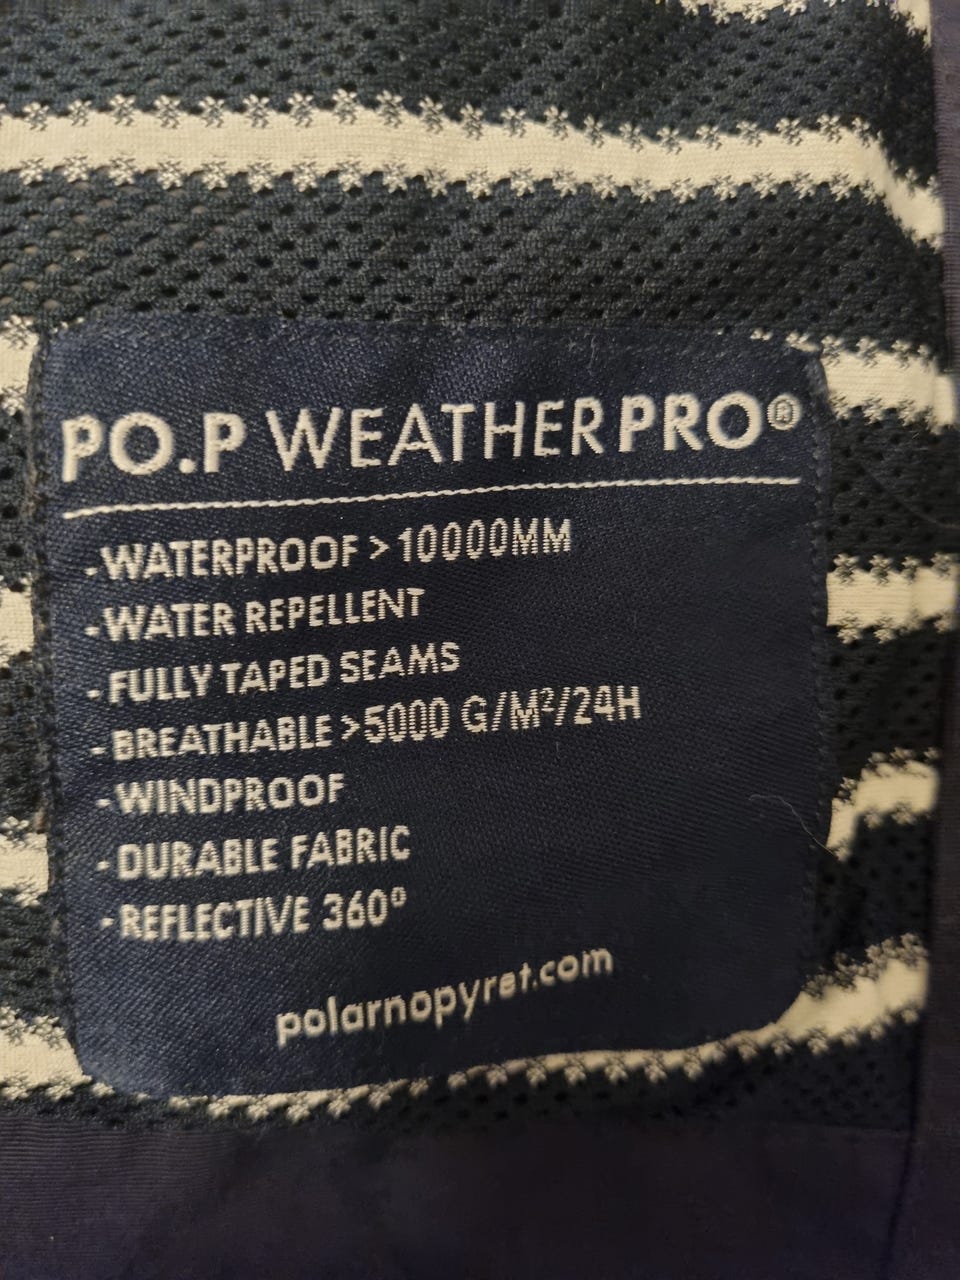 PO.P WEATHERPRO®
-WATERPROOF >10000MM
-WATER REPELLENT
-FULLY TAPED SEAMS
-BREATHABLE >5000 G/M²/24H
-WINDPROOF
-DURABLE FABRIC
-REFLECTIVE 360º
polarnopyret.com